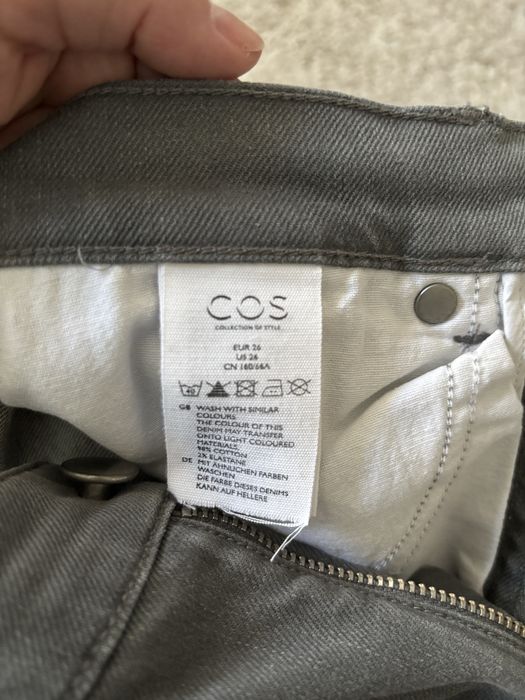 COS
COLLECTION OF STYLE
EUR 26
US 26
CN 160/66A
40
GB WASH WITH SIMILAR
COLOURS
THE COLOUR OF THIS
DENIM MAY TRANSFER
ONTO LIGHT COLOURED
MATERIALS
98% COTTON
2% ELASTANE
DE MIT ÄHNLICHEN FARBEN
WASCHEN
DIE FARBE DIESES DENIMS
KANN AUF HELLERE